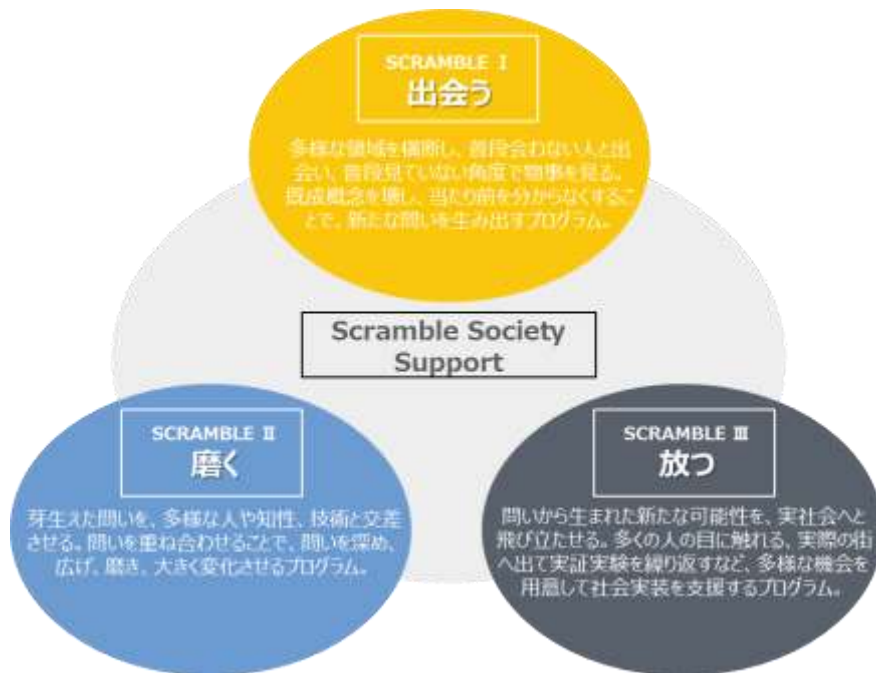 SCRAMBLE Ⅰ
出会う
多様な領域を横断し、普段会わない人と出
会い、普段見ていない角度で物事を見る。
既成概念を壊し、当たり前を分からなくするこ
とで、新たな問いを生み出すプログラム。
Scramble Society
Support
SCRAMBLE Ⅱ
磨く
芽生えた問いを、多様な人や知性、技術と交差
させる。問いを重ね合わせることで、問いを深め、
広げ、磨き、大きく変化させるプログラム。
SCRAMBLE Ⅲ
放つ
問いから生まれた新たな可能性を、実社会へと
飛び立たせる。多くの人の目に触れる、実際の街
へ出て実証実験を繰り返すなど、多様な機会を
用意して社会実装を支援するプログラム。